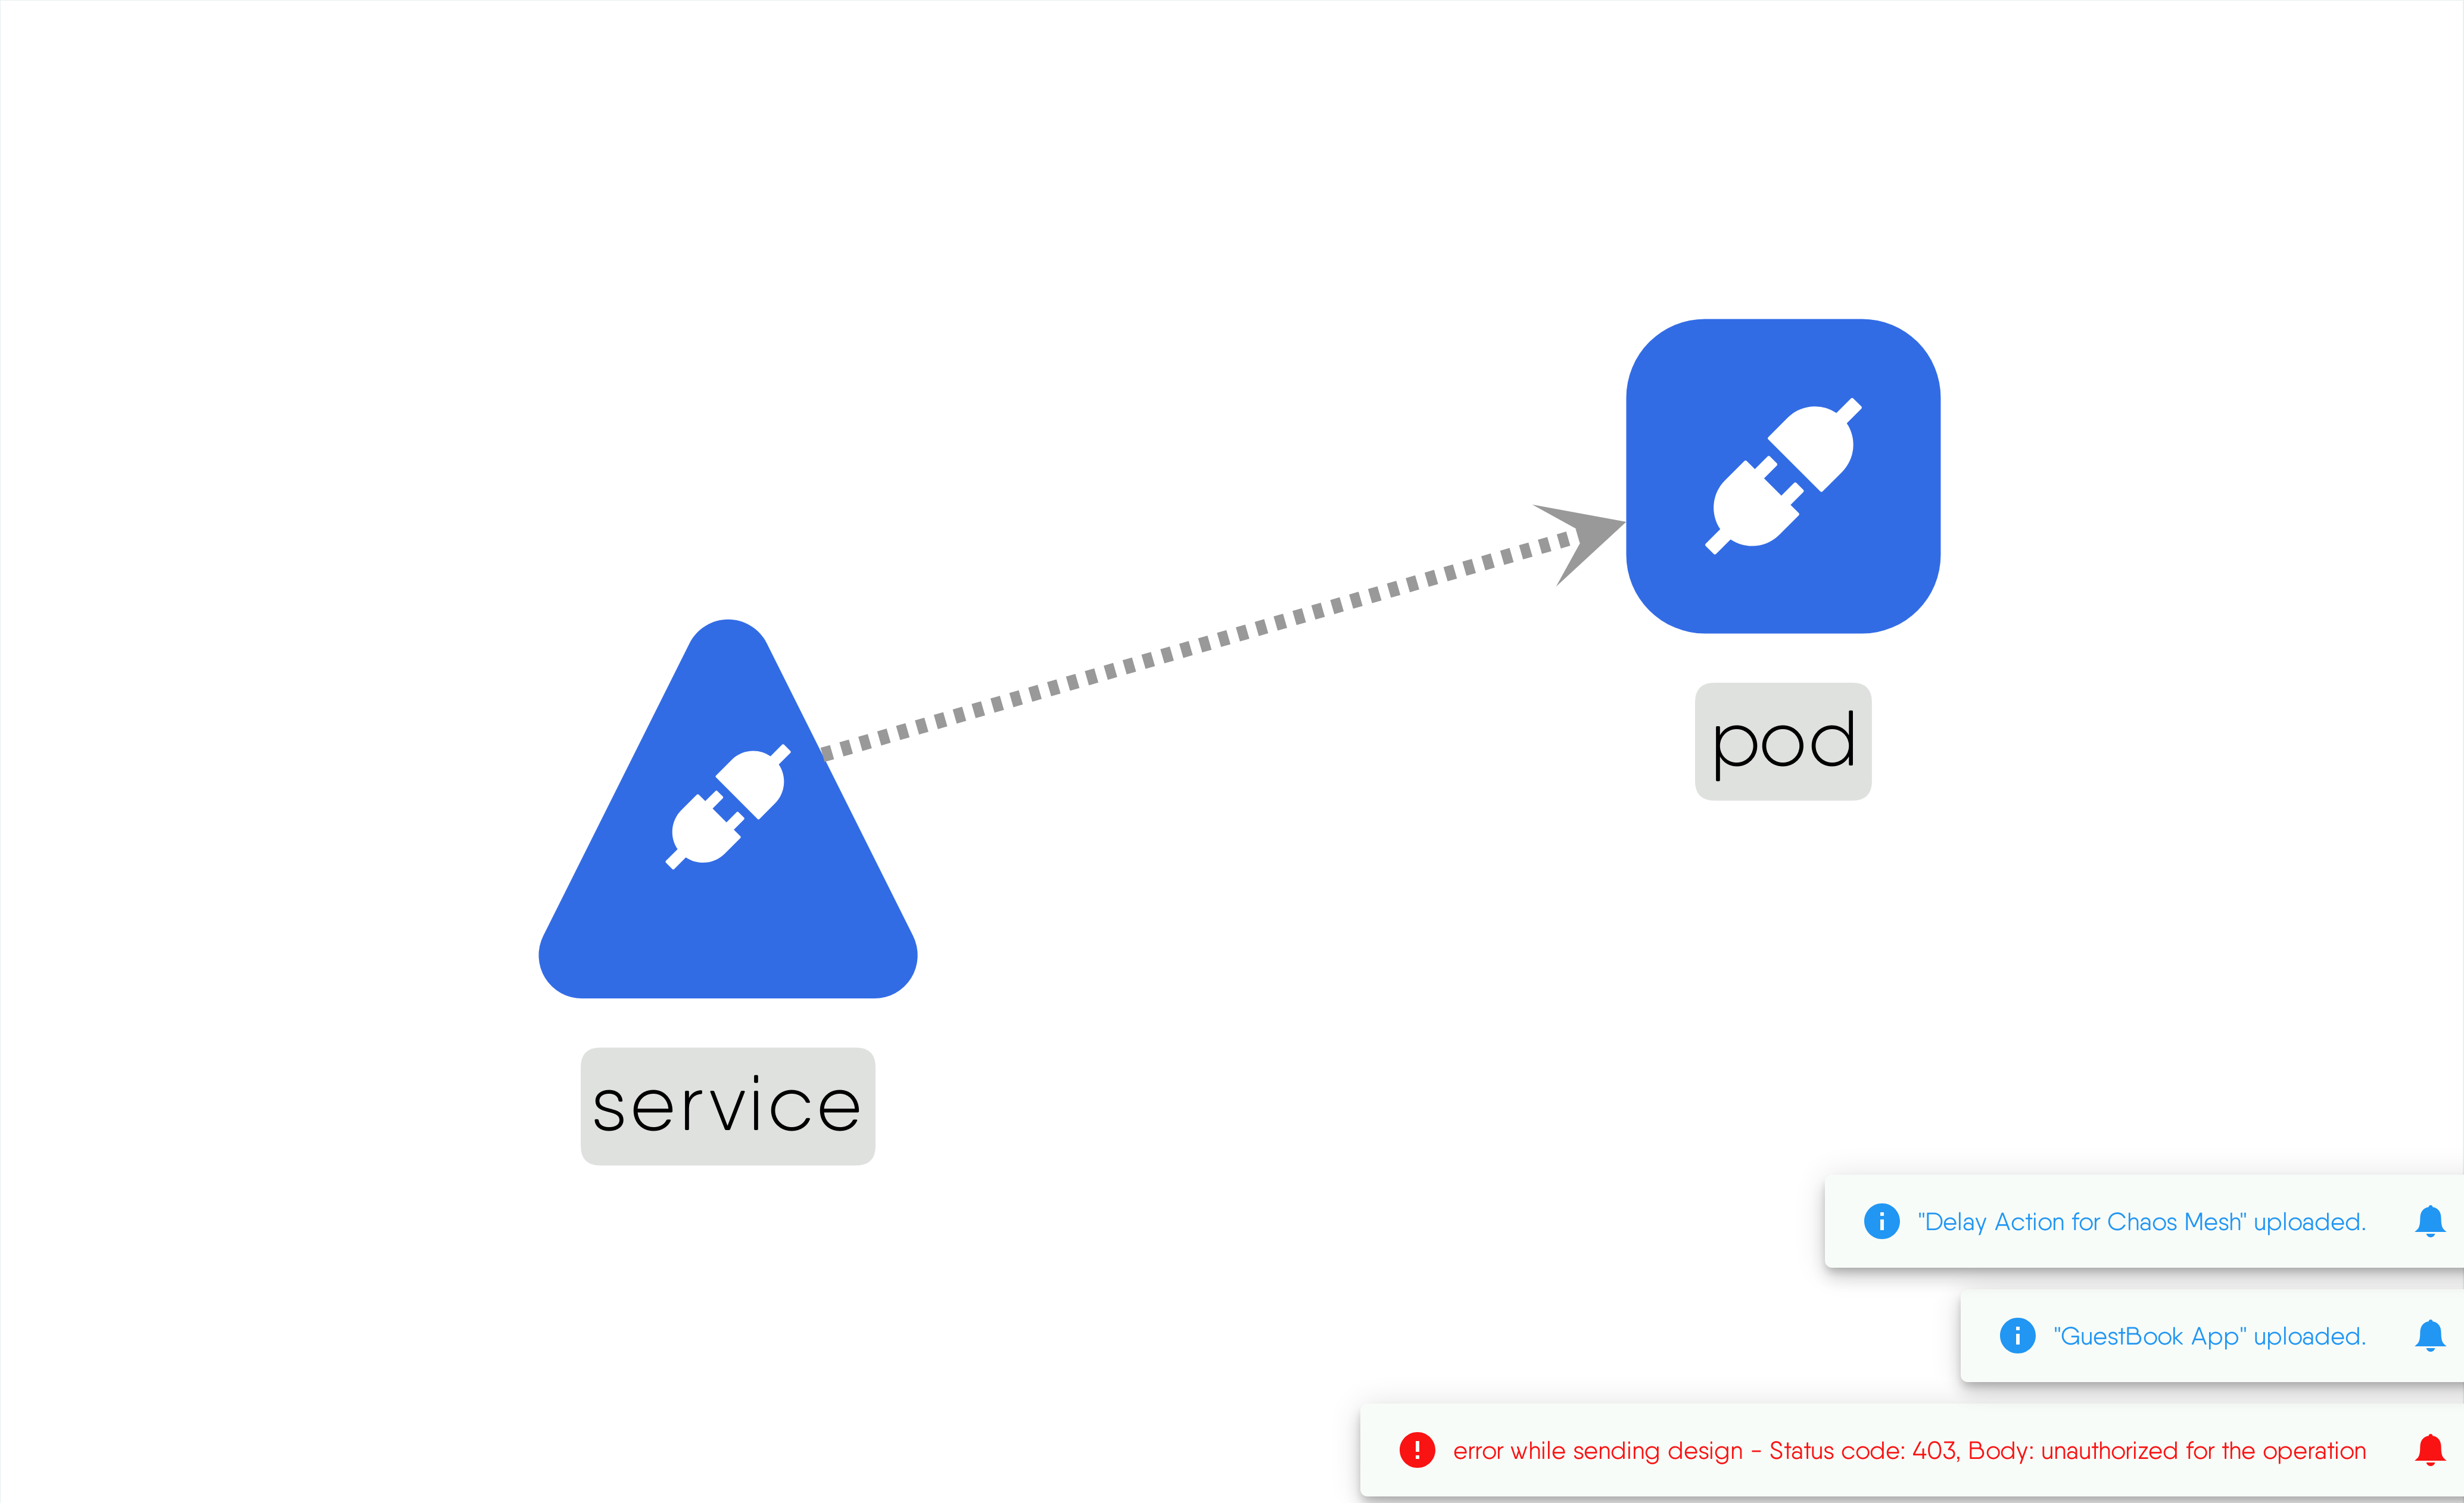 pod
service
"Delay Action for Chaos Mesh" uploaded.
"GuestBook App" uploaded.
error while sending design - Status code: 403, Body: unauthorized for the operation